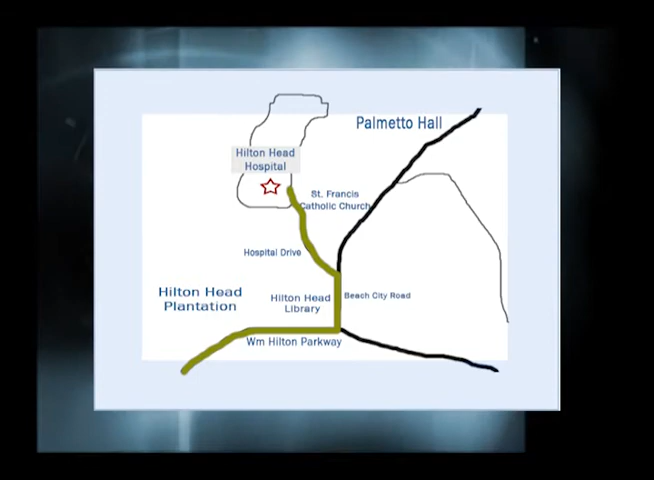 Palmetto Hall
Hilton Head
Hospital
St. Francis
Catholic Church
Hospital Drive
Hilton Head
Plantation
Hilton Head
Library
Beach City Road
Wm Hilton Parkway